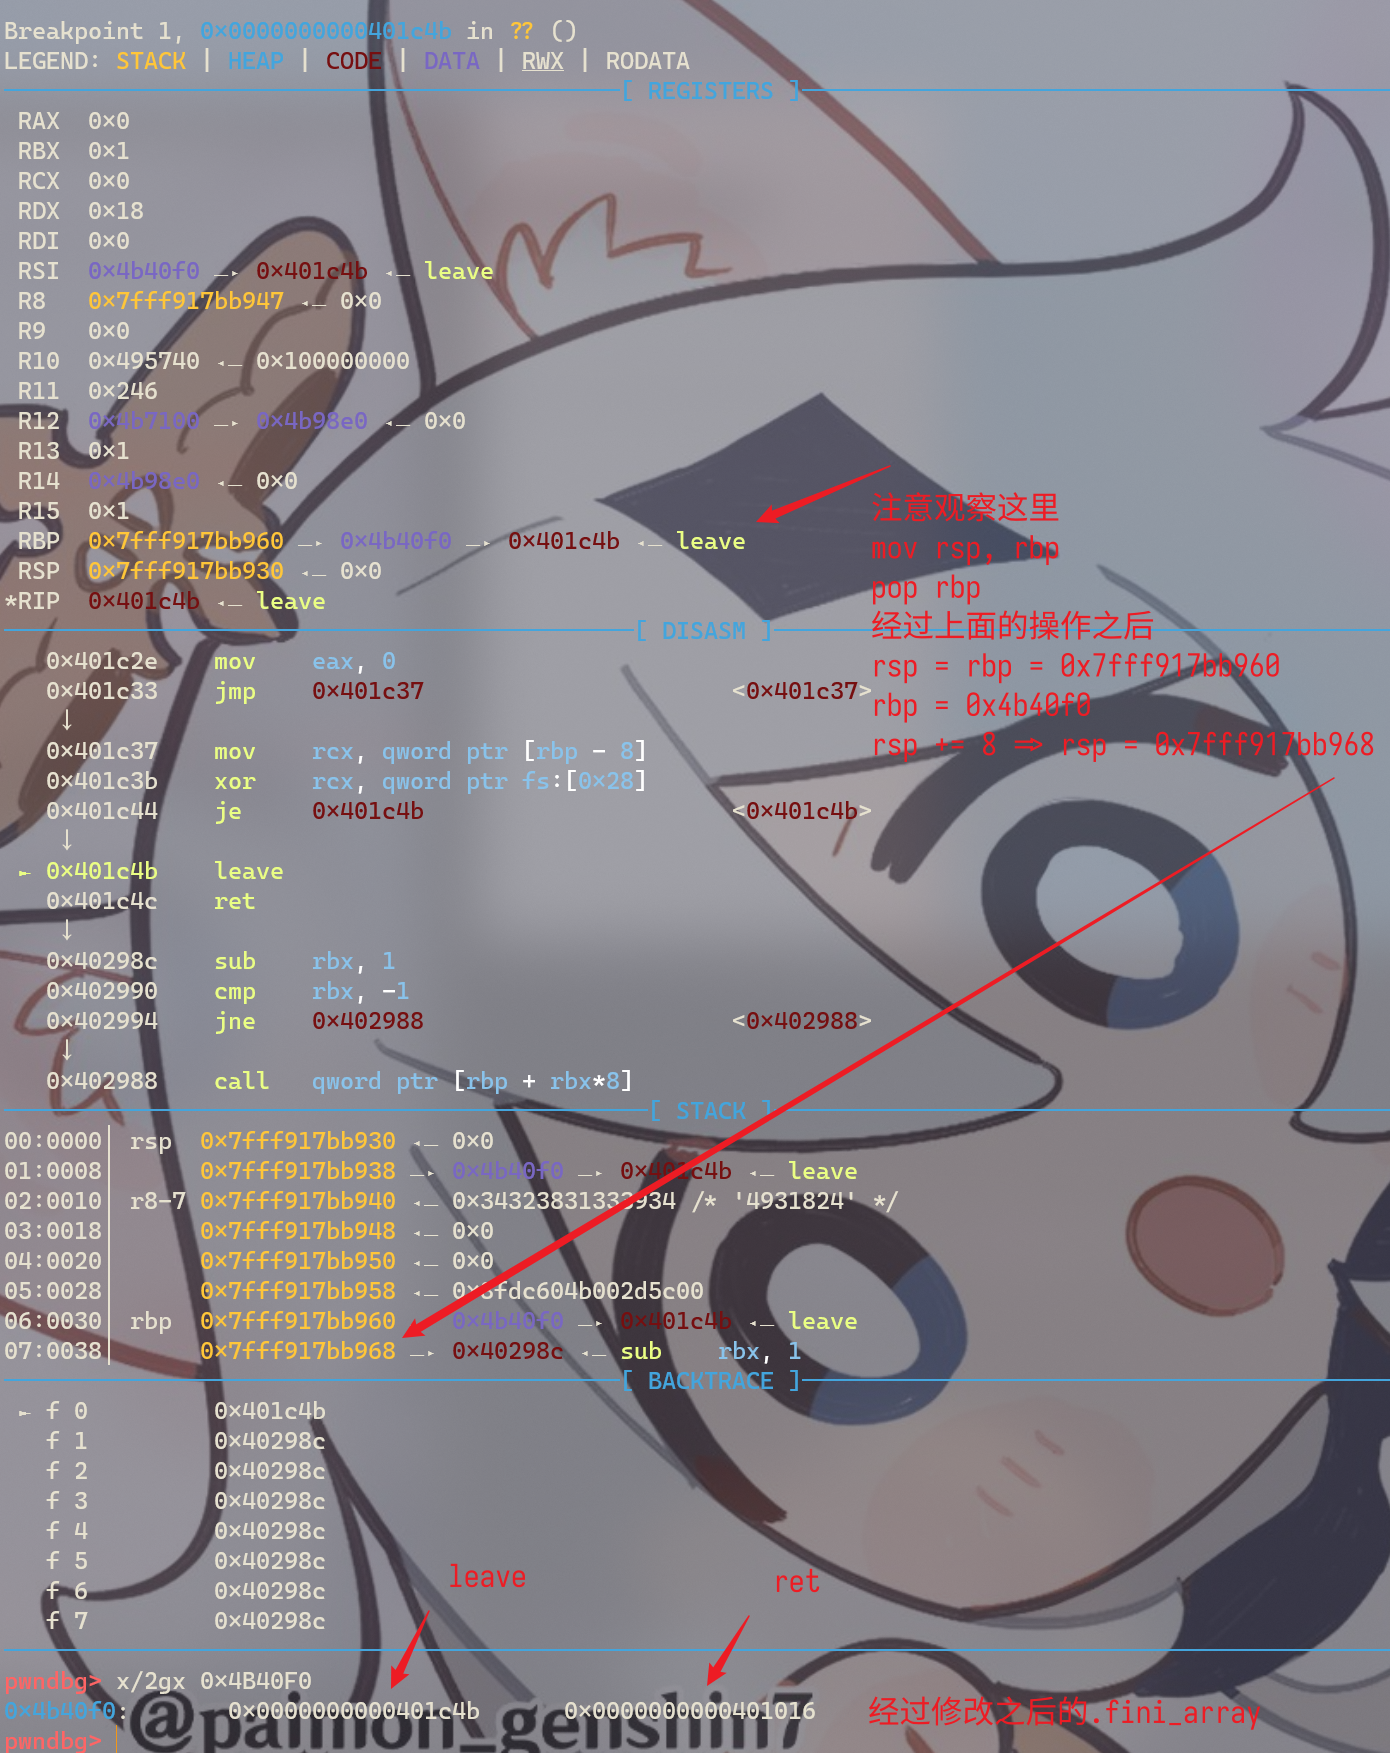 Breakpoint 1, 0x0000000000401c4b in ?? ()
LEGEND: STACK | HEAP | CODE | DATA | RWX | RODATA
[ REGISTERS ]
RAX 0x0
RBX 0x1
RCX 0x0
RDX 0x18
RDI 0x0
RSI 0x4b40f0 —▸ 0x401c4b ◂— leave
R8 0x7fff917bb947 ◂— 0x0
R9 0x0
R10 0x495740 ◂— 0x100000000
R11 0x246
R12 0x4b7100 —▸ 0x4b98e0 ◂— 0x0
R13 0x1
R14 0x4b98e0 ◂— 0x0
R15 0x1
RBP 0x7fff917bb960 —▸ 0x4b40f0 —▸ 0x401c4b ◂— leave
RSP 0x7fff917bb930 ◂— 0x0
*RIP 0x401c4b ◂— leave
注意观察这里
mov rsp, rbp
pop rbp
经过上面的操作之后
rsp = rbp = 0x7fff917bb960
rbp = 0x4b40f0
rsp += 8 => rsp = 0x7fff917bb968
[ DISASM ]
0x401c2e mov eax, 0
0x401c33 jmp 0x401c37 <0x401c37>
↓
0x401c37 mov rcx, qword ptr [rbp - 8]
0x401c3b xor rcx, qword ptr fs:[0x28]
0x401c44 je 0x401c4b <0x401c4b>
↓
► 0x401c4b leave
0x401c4c ret
↓
0x40298c sub rbx, 1
0x402990 cmp rbx, -1
0x402994 jne 0x402988 <0x402988>
↓
0x402988 call qword ptr [rbp + rbx*8]
[ STACK ]
00:0000│ rsp 0x7fff917bb930 ◂— 0x0
01:0008│ 0x7fff917bb938 —▸ 0x4b40f0 —▸ 0x401c4b ◂— leave
02:0010│ r8-7 0x7fff917bb940 ◂— 0x34323831333934 /* '4931824' */
03:0018│ 0x7fff917bb948 ◂— 0x0
04:0020│ 0x7fff917bb950 ◂— 0x0
05:0028│ 0x7fff917bb958 ◂—
06:0030│ rbp 0x7fff917bb960 —▸ 0x4b40f0 —▸ 0x401c4b ◂— leave
07:0038│ 0x7fff917bb968 —▸ 0x40298c ◂— sub rbx, 1
[ BACKTRACE ]
► f 0 0x401c4b
f 1 0x40298c
f 2 0x40298c
f 3 0x40298c
f 4 0x40298c
f 5 0x40298c
f 6 0x40298c
f 7 0x40298c
leave
ret
pwndbg> x/2gx 0x4B40F0
0x4b40f0: 0x0000000000401c4b 0x0000000000401016
经过修改之后的.fini_array
pwndbg>
@paimon_genshin7